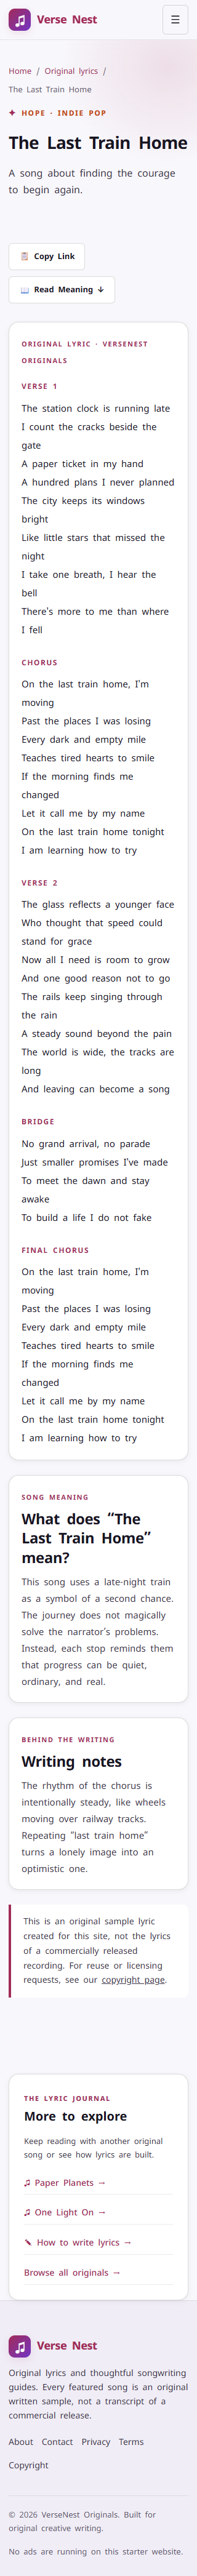 Verse Nest
Home / Original lyrics /
The Last Train Home
✦ HOPE · INDIE POP
The Last Train Home
A song about finding the courage
to begin again.
Copy Link
Read Meaning ↓
ORIGINAL LYRIC · VERSENEST
ORIGINALS
VERSE 1
The station clock is running late
I count the cracks beside the
gate
A paper ticket in my hand
A hundred plans I never planned
The city keeps its windows
bright
Like little stars that missed the
night
I take one breath, I hear the
bell
There's more to me than where
I fell
CHORUS
On the last train home, I'm
moving
Past the places I was losing
Every dark and empty mile
Teaches tired hearts to smile
If the morning finds me
changed
Let it call me by my name
On the last train home tonight
I am learning how to try
VERSE 2
The glass reflects a younger face
Who thought that speed could
stand for grace
Now all I need is room to grow
And one good reason not to go
The rails keep singing through
the rain
A steady sound beyond the pain
The world is wide, the tracks are
long
And leaving can become a song
BRIDGE
No grand arrival, no parade
Just smaller promises I've made
To meet the dawn and stay
awake
To build a life I do not fake
FINAL CHORUS
On the last train home, I'm
moving
Past the places I was losing
Every dark and empty mile
Teaches tired hearts to smile
If the morning finds me
changed
Let it call me by my name
On the last train home tonight
I am learning how to try
SONG MEANING
What does “The
Last Train Home”
mean?
This song uses a late-night train
as a symbol of a second chance.
The journey does not magically
solve the narrator's problems.
Instead, each stop reminds them
that progress can be quiet,
ordinary, and real.
BEHIND THE WRITING
Writing notes
The rhythm of the chorus is
intentionally steady, like wheels
moving over railway tracks.
Repeating “last train home”
turns a lonely image into an
optimistic one.
This is an original sample lyric
created for this site, not the lyrics
of a commercially released
recording. For reuse or licensing
requests, see our copyright page.
THE LYRIC JOURNAL
More to explore
Keep reading with another original
song or see how lyrics are built.
♫ Paper Planets →
♫ One Light On →
✎ How to write lyrics →
Browse all originals →
Verse Nest
Original lyrics and thoughtful songwriting
guides. Every featured song is an original
written sample, not a transcript of a
commercial release.
About Contact Privacy Terms
Copyright
© 2026 VerseNest Originals. Built for
original creative writing.
No ads are running on this starter website.